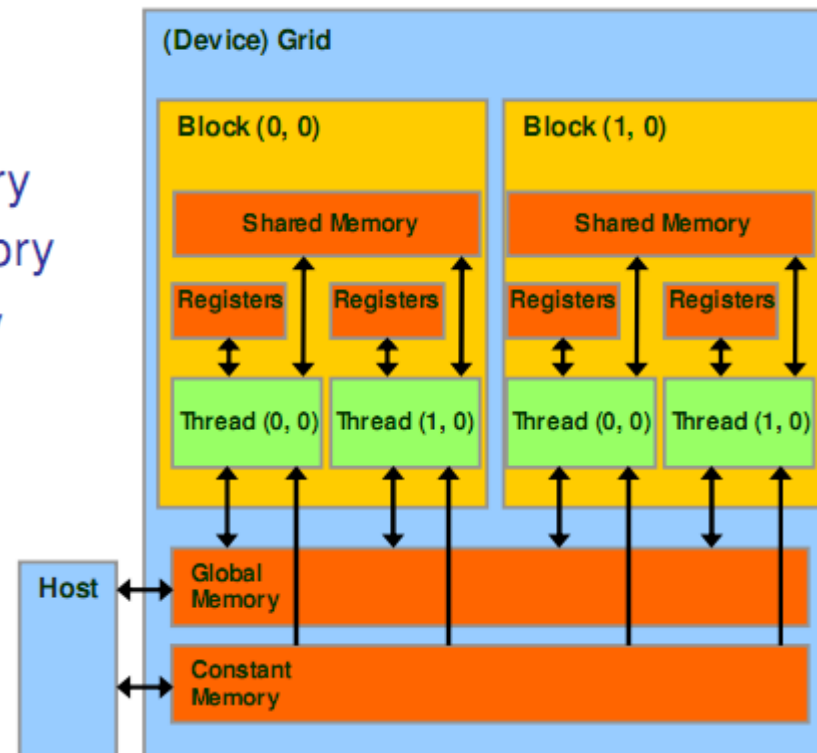 (Device) Grid
Block (0, 0)
Block (1, 0)
Shared Memory
Shared Memory
Registers
Registers
Registers
Registers
Thread (0, 0)
Thread (1, 0)
Thread (0, 0)
Thread (1, 0)
Host
Global
Memory
Constant
Memory